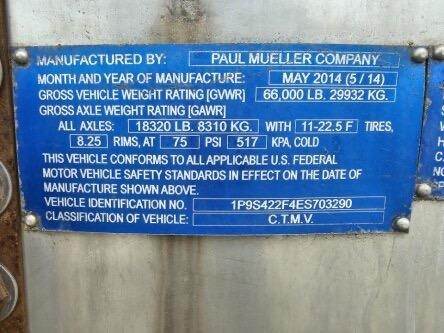 MANUFACTURED BY: PAUL MUELLER COMPANY
MONTH AND YEAR OF MANUFACTURE: MAY 2014 (5 / 14)
GROSS VEHICLE WEIGHT RATING [GVWR] 66,000 LB. 29932 KG.
GROSS AXLE WEIGHT RATING [GAWR]
ALL AXLES: 18320 LB. 8310 KG. WITH 11-22.5 F TIRES,
8.25 RIMS, AT 75 PSI 517 KPA, COLD
THIS VEHICLE CONFORMS TO ALL APPLICABLE U.S. FEDERAL
MOTOR VEHICLE SAFETY STANDARDS IN EFFECT ON THE DATE OF
MANUFACTURE SHOWN ABOVE.
VEHICLE IDENTIFICATION NO. 1P9S422F4ES703290
CLASSIFICATION OF VEHICLE: C.T.M.V.